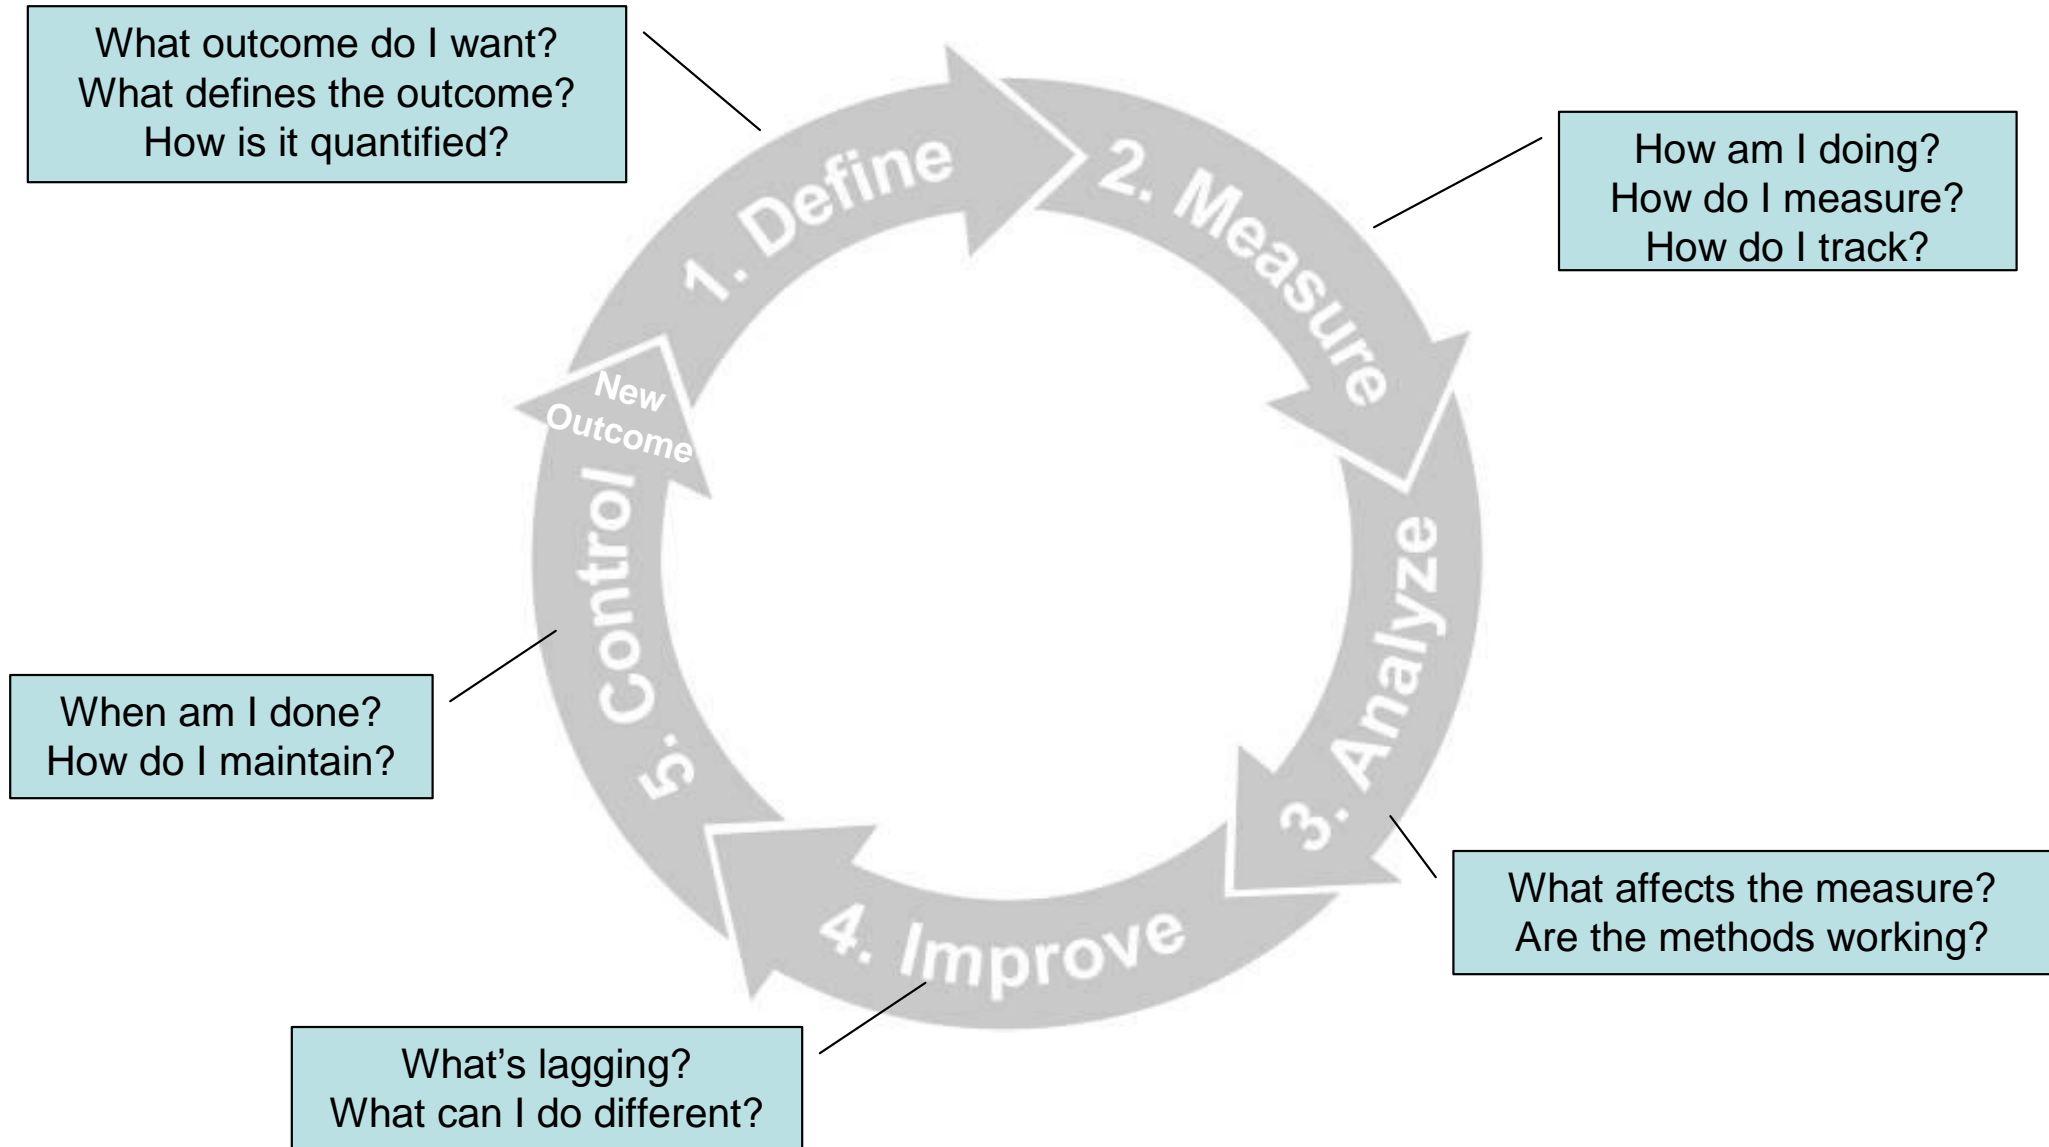 What outcome do I want?
What defines the outcome?
How is it quantified?
1. Define
2. Measure
How am I doing?
How do I measure?
How do I track?
3. Analyze
What affects the measure?
Are the methods working?
4. Improve
What’s lagging?
What can I do different?
5. Control
When am I done?
How do I maintain?
New
Outcome